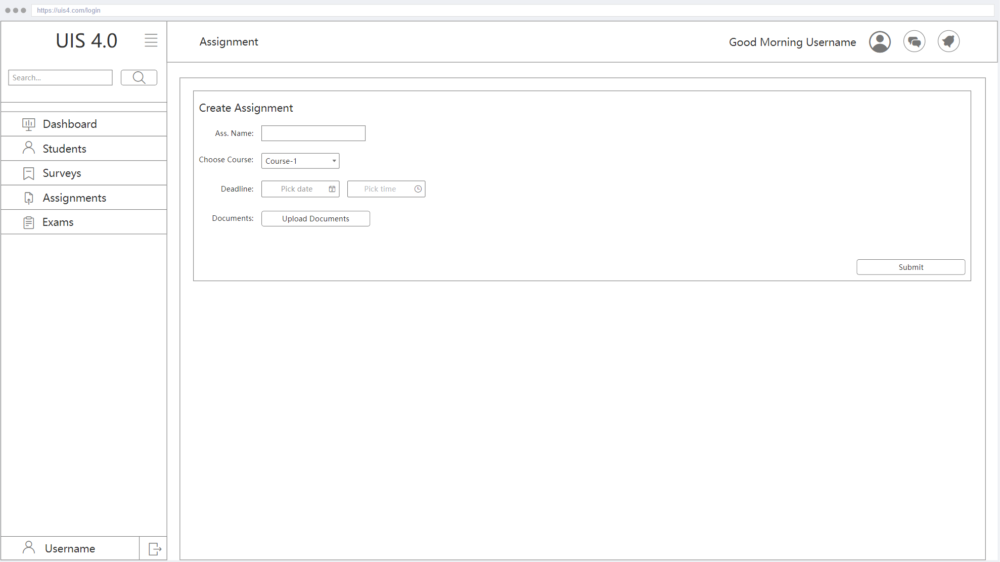 https://uis4.com/login
UIS 4.0
Assignment
Good Morning Username
Search...
Dashboard
Students
Surveys
Assignments
Exams
Create Assignment
Ass. Name:
Choose Course: Course-1
Deadline: Pick date Pick time
Documents: Upload Documents
Submit
Username